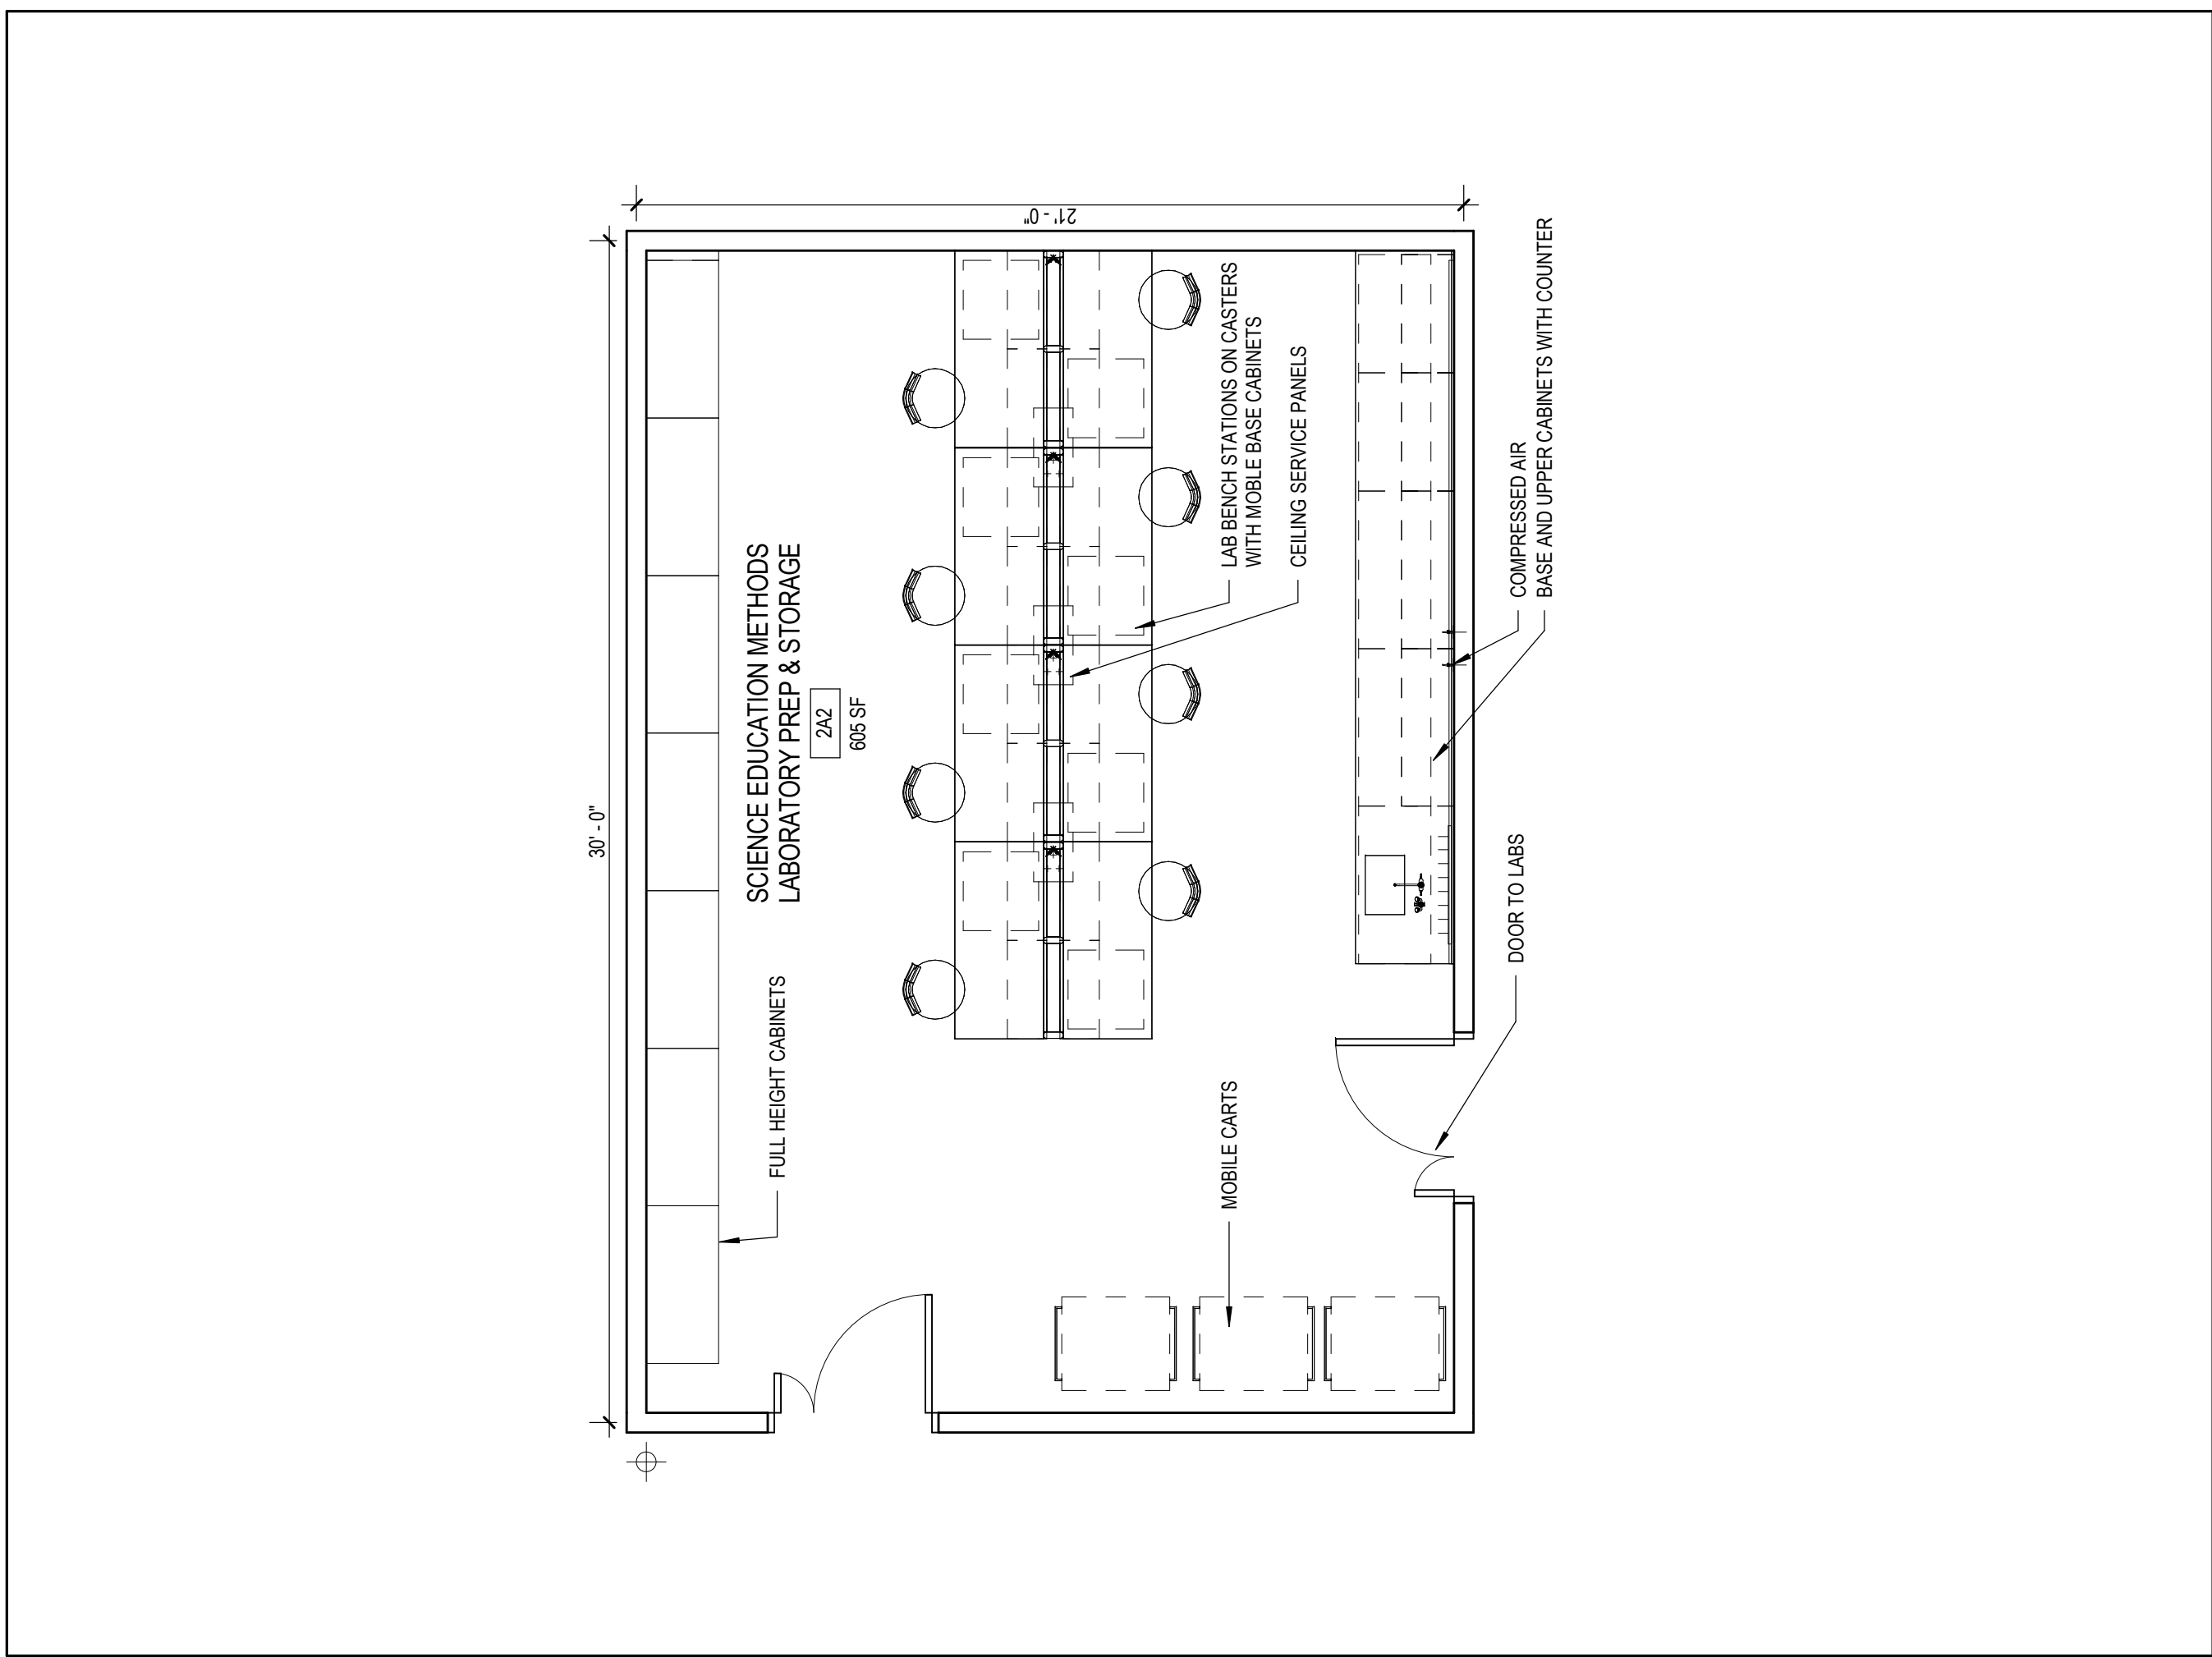 30' - 0"
21' - 0"
SCIENCE EDUCATION METHODS
LABORATORY PREP & STORAGE
2A2
605 SF
FULL HEIGHT CABINETS
LAB BENCH STATIONS ON CASTERS
WITH MOBLE BASE CABINETS
CEILING SERVICE PANELS
MOBILE CARTS
COMPRESSED AIR
BASE AND UPPER CABINETS WITH COUNTER
DOOR TO LABS